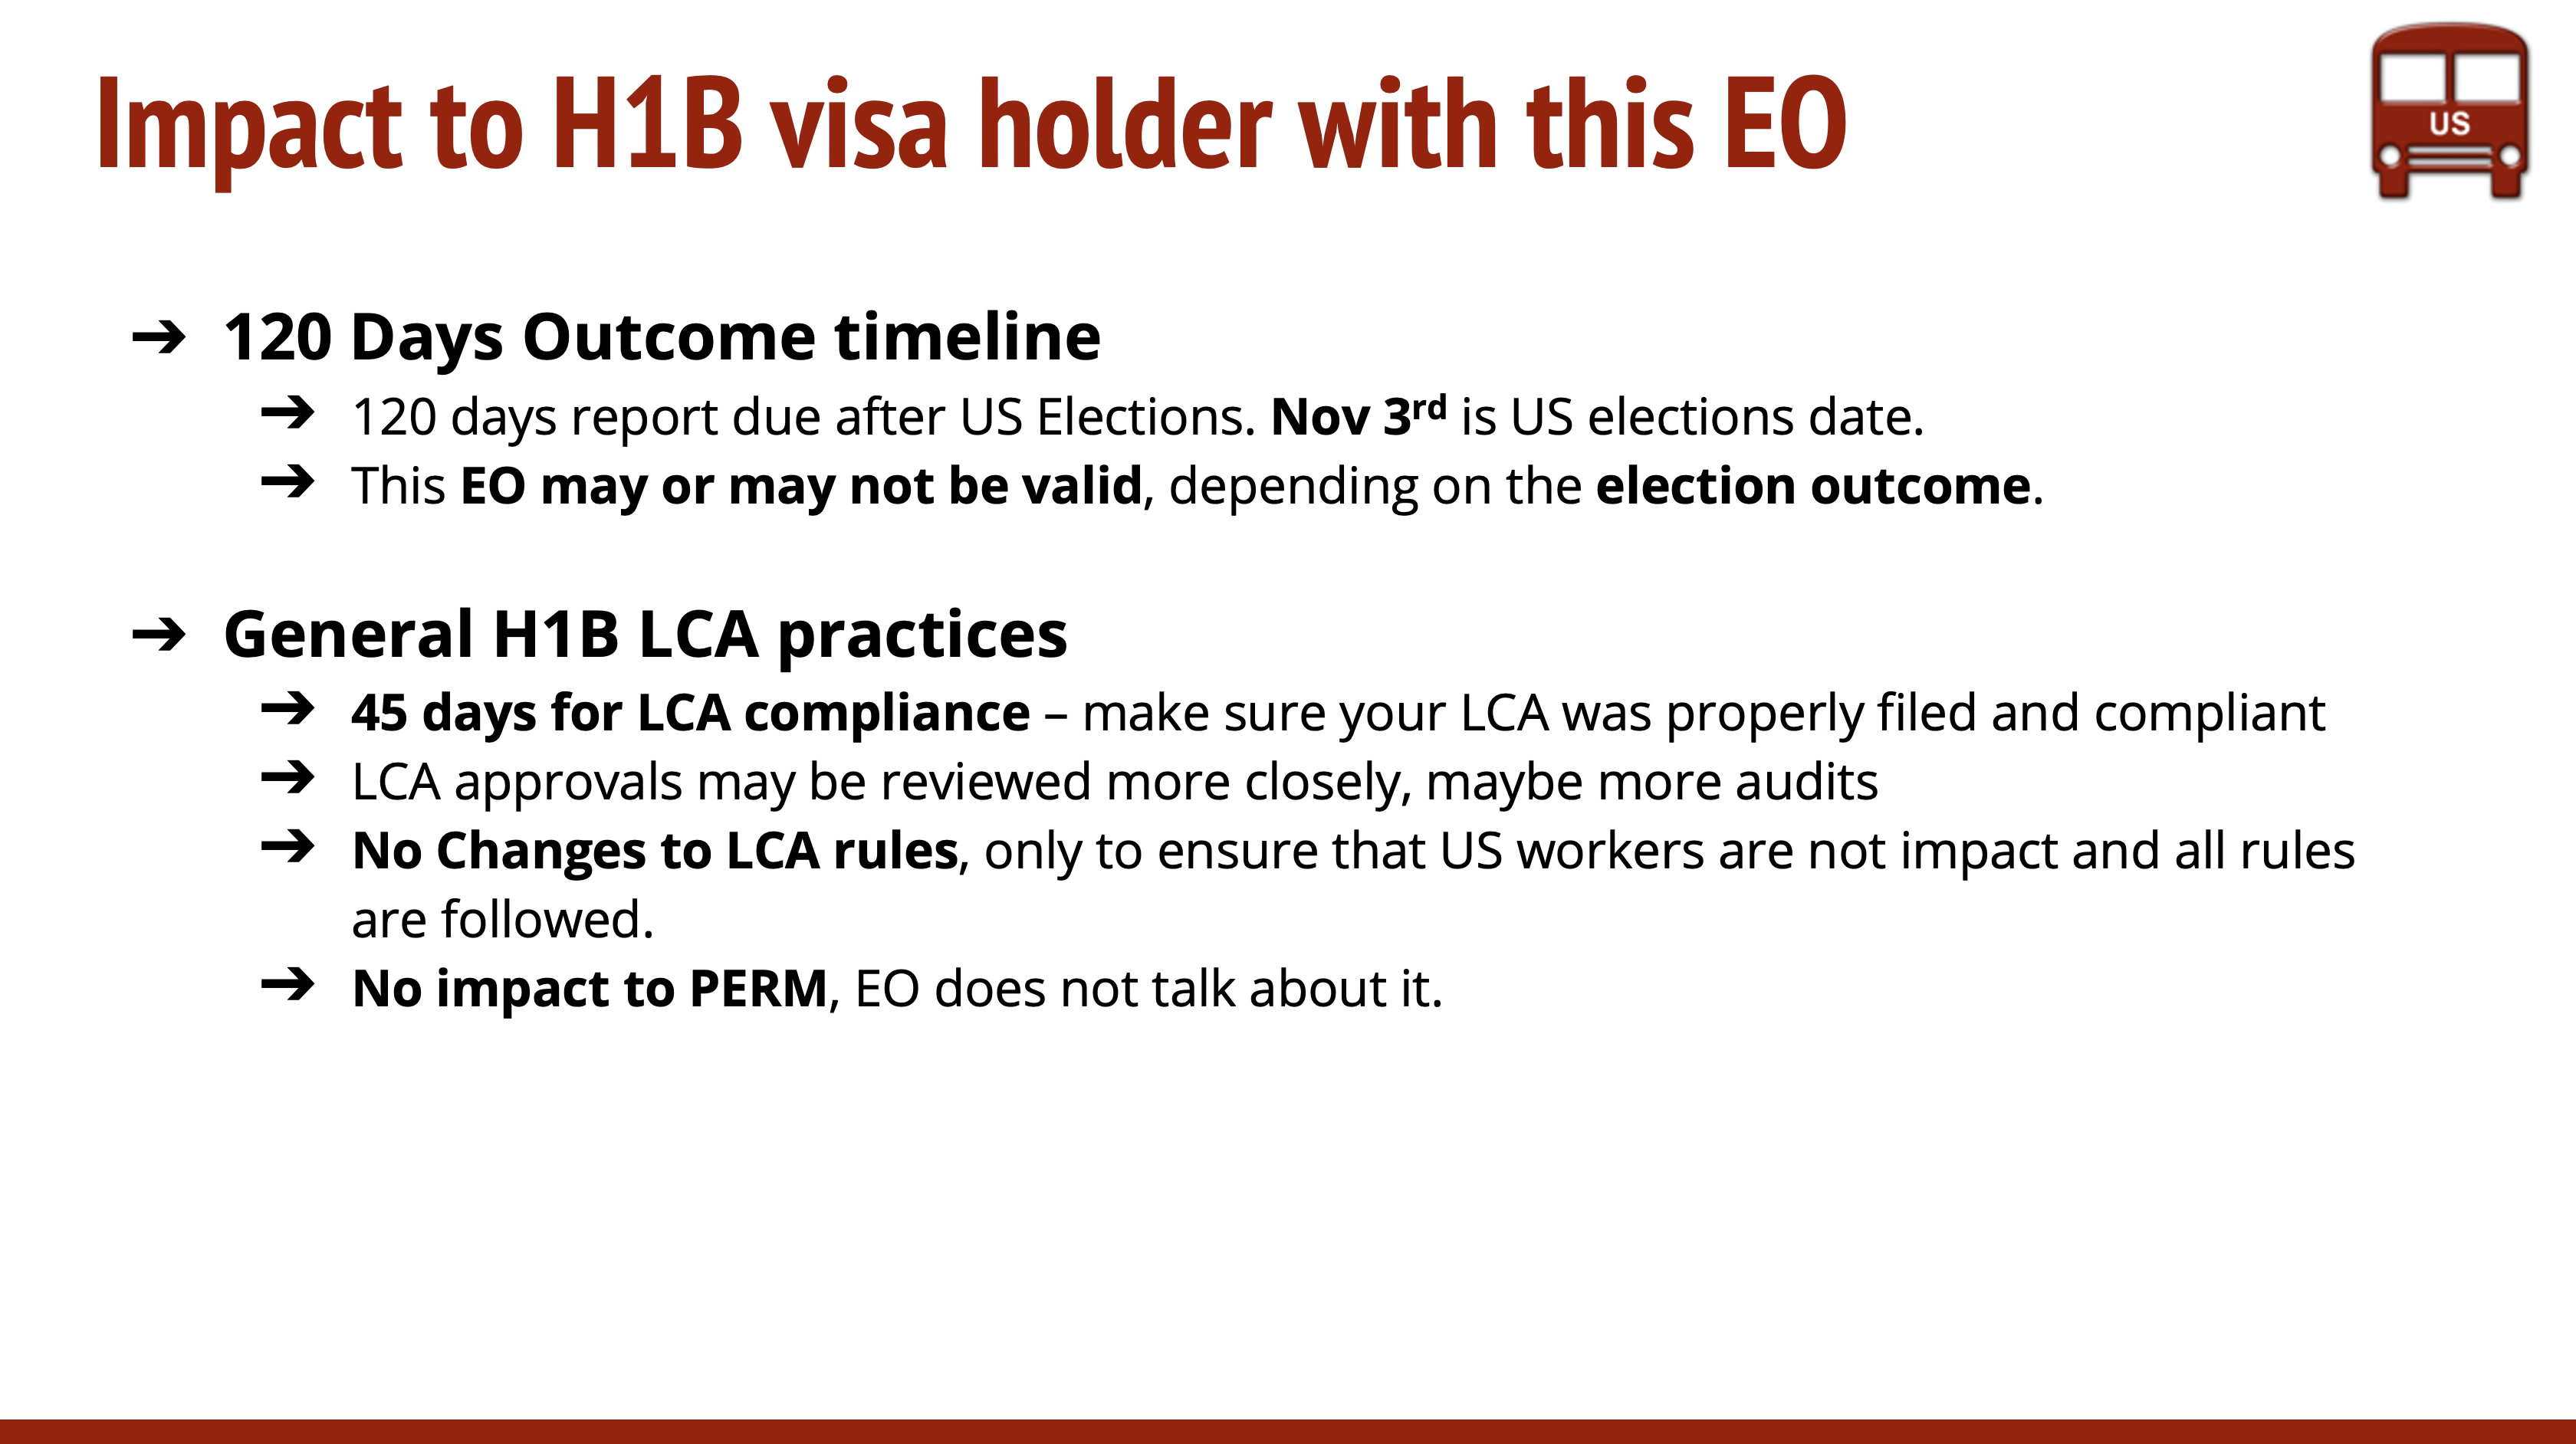 Impact to H1B visa holder with this EO
US
➔ 120 Days Outcome timeline
➔ 120 days report due after US Elections. Nov 3rd is US elections date.
➔ This EO may or may not be valid, depending on the election outcome.
➔ General H1B LCA practices
➔ 45 days for LCA compliance – make sure your LCA was properly filed and compliant
➔ LCA approvals may be reviewed more closely, maybe more audits
➔ No Changes to LCA rules, only to ensure that US workers are not impact and all rules
are followed.
➔ No impact to PERM, EO does not talk about it.